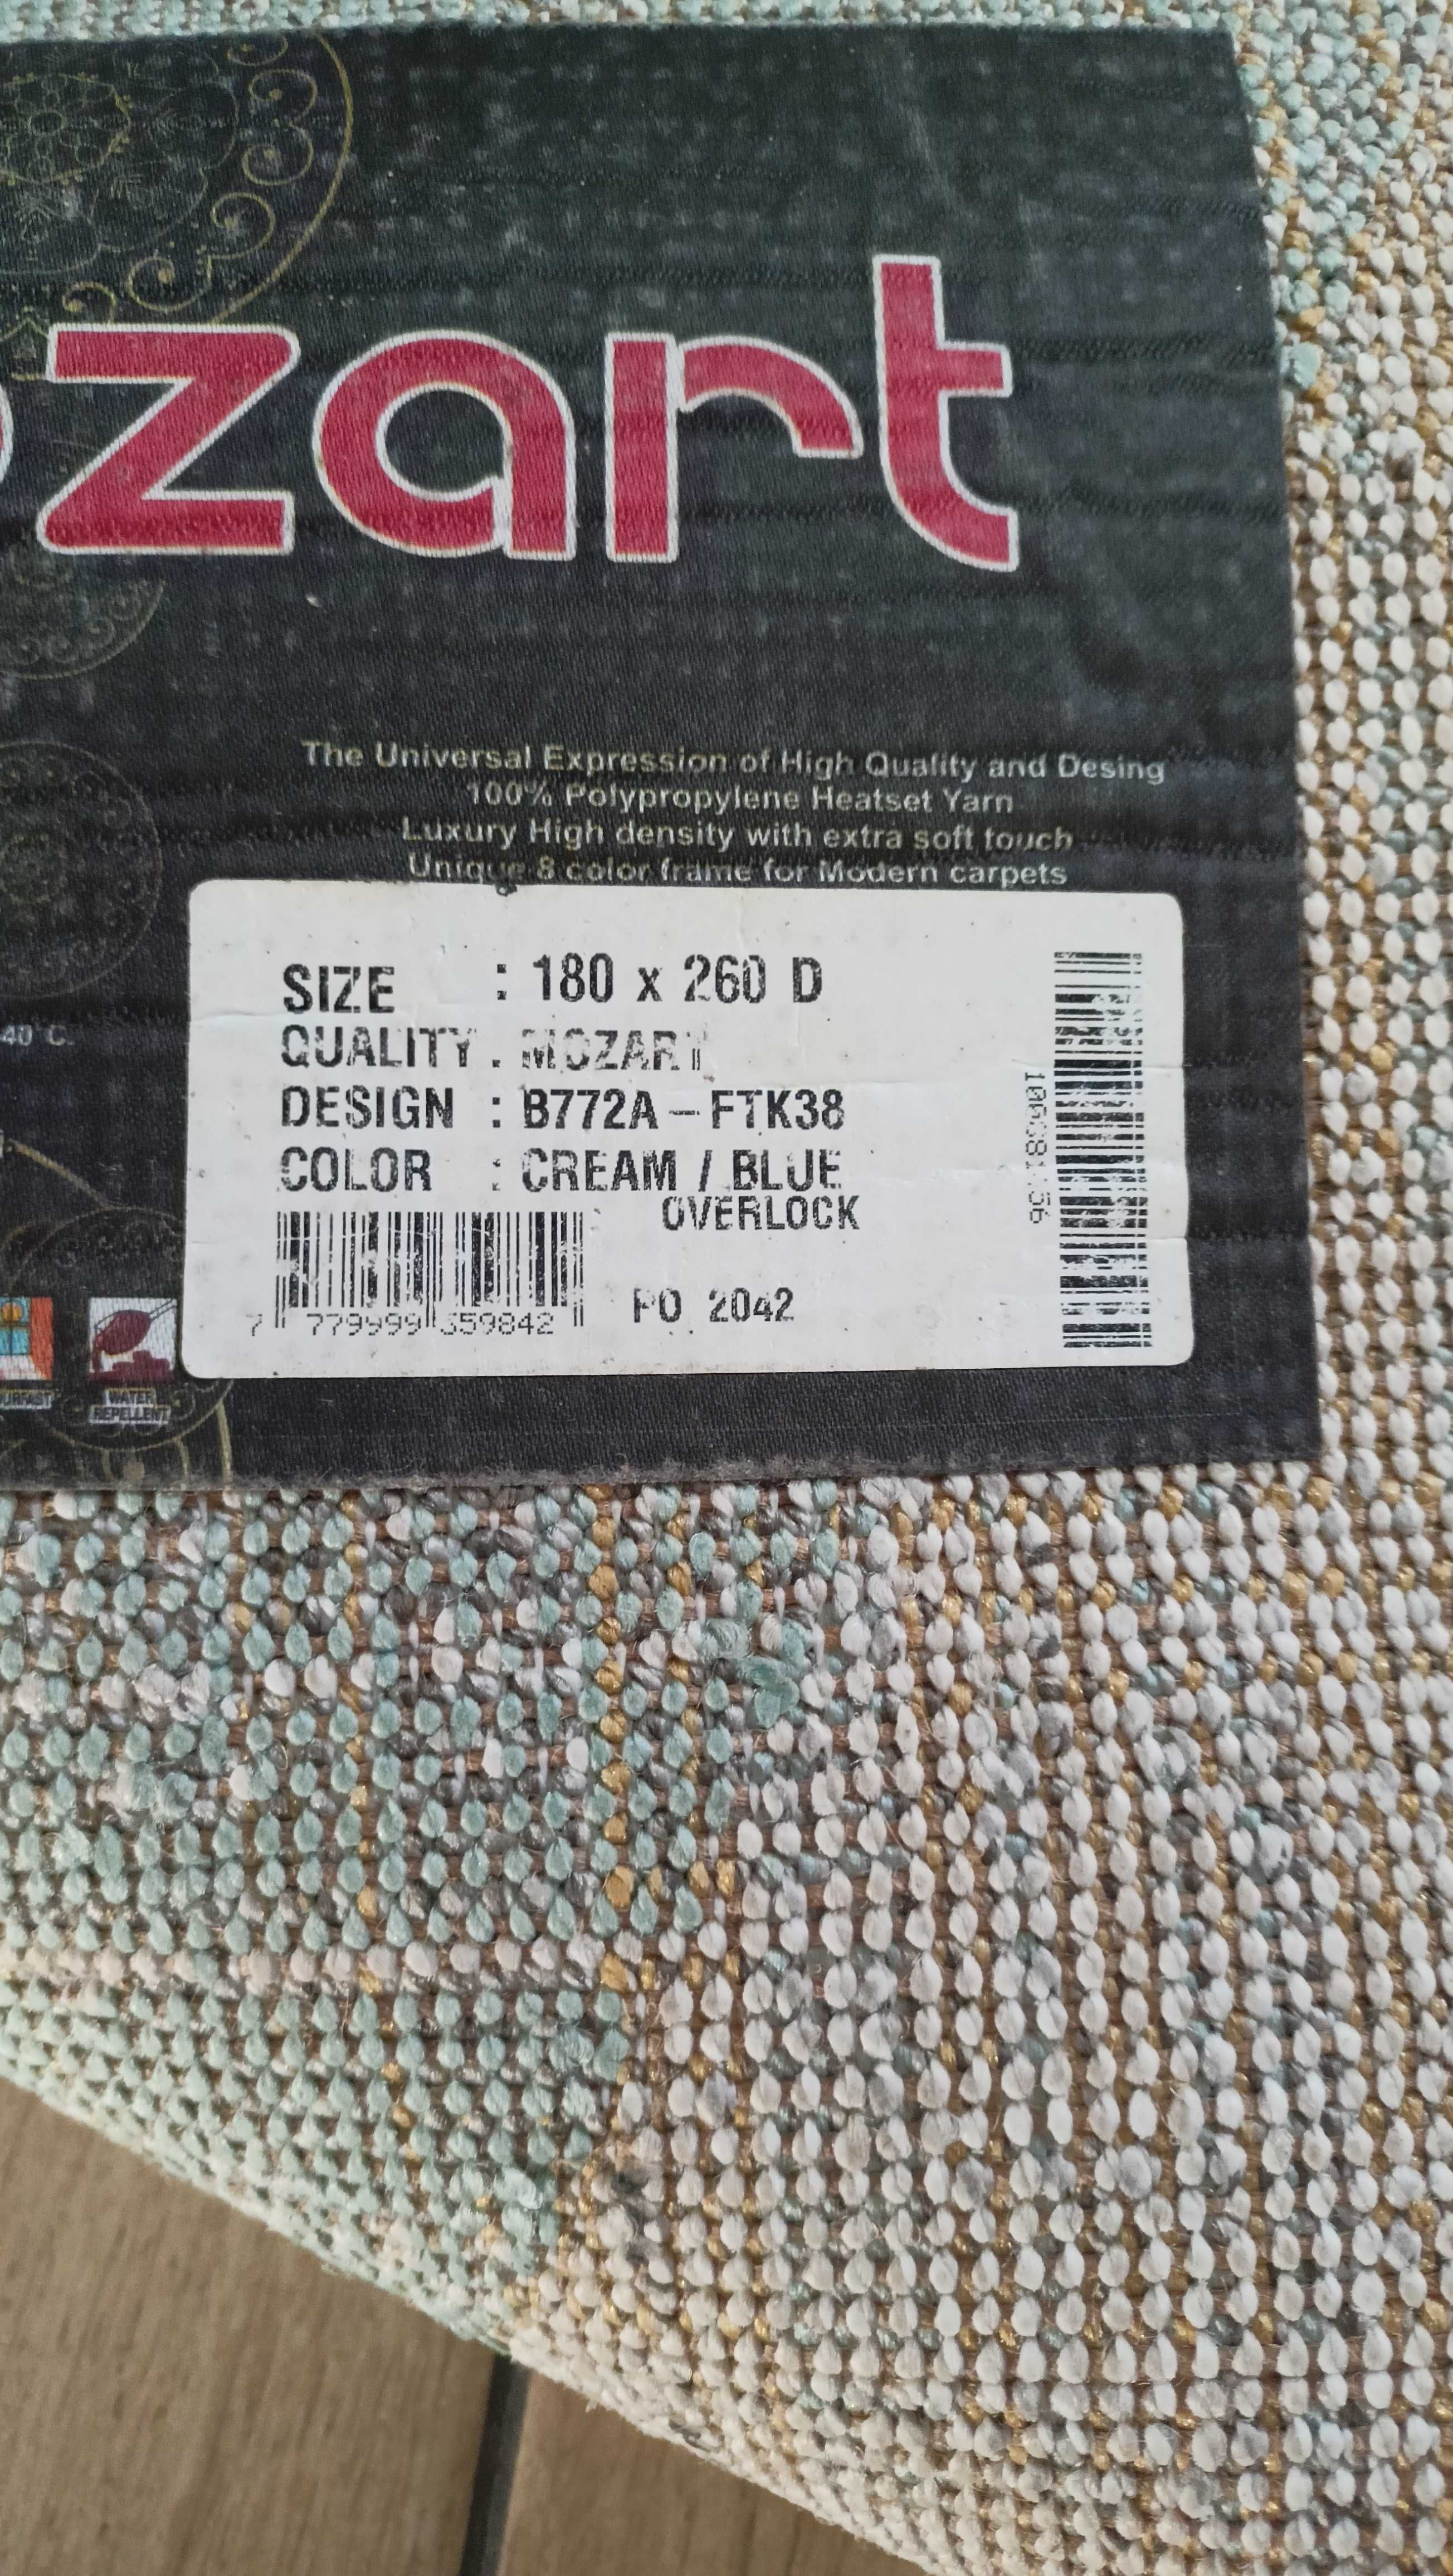 ozart
The Universal Expression of High Quality and Desing
100% Polypropylene Heatset Yarn
Luxury High density with extra soft touch
Unique 8 color frame for Modern carpets
40°C.
SIZE : 180 x 260 D
QUALITY : MOZART
DESIGN : B772A - FTK38
COLOR : CREAM / BLUE
OVERLOCK
7 779999 359842
PO 2042
WATER
REPELLENT